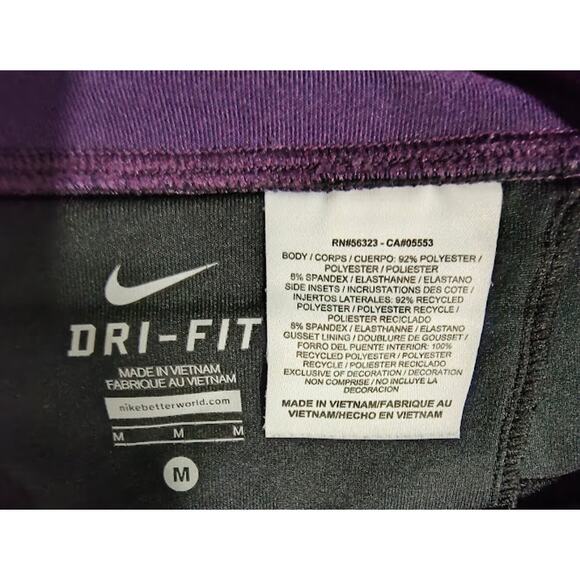 DRI-FIT
MADE IN VIETNAM
FABRIQUE AU VIETNAM
nikebetterworld.com
M M M
M
RN#56323 - CA#05553
BODY / CORPS / CUERPO: 92% POLYESTER /
POLYESTER / POLIESTER
8% SPANDEX / ELASTHANNE / ELASTANO
SIDE INSETS / INCRUSTATIONS DES COTE /
INJERTOS LATERALES: 92% RECYCLED
POLYESTER / POLYESTER RECYCLE /
POLIESTER RECICLADO
8% SPANDEX / ELASTHANNE / ELASTANO
GUSSET LINING / DOUBLURE DE GOUSSET /
FORRO DEL PUENTE INTERIOR: 100%
RECYCLED POLYESTER / POLYESTER
RECYCLE / POLIESTER RECICLADO
EXCLUSIVE OF DECORATION / DECORATION
NON COMPRISE / NO INCLUYE LA
DECORACION
MADE IN VIETNAM/FABRIQUE AU
VIETNAM/HECHO EN VIETNAM